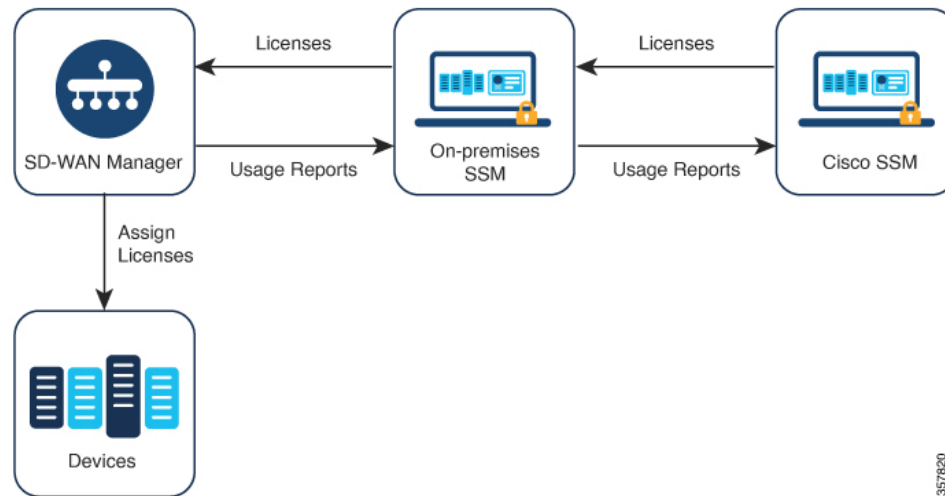 Licenses
Licenses
SD-WAN Manager
Usage Reports
On-premises
SSM
Usage Reports
Cisco SSM
Assign
Licenses
Devices
357820